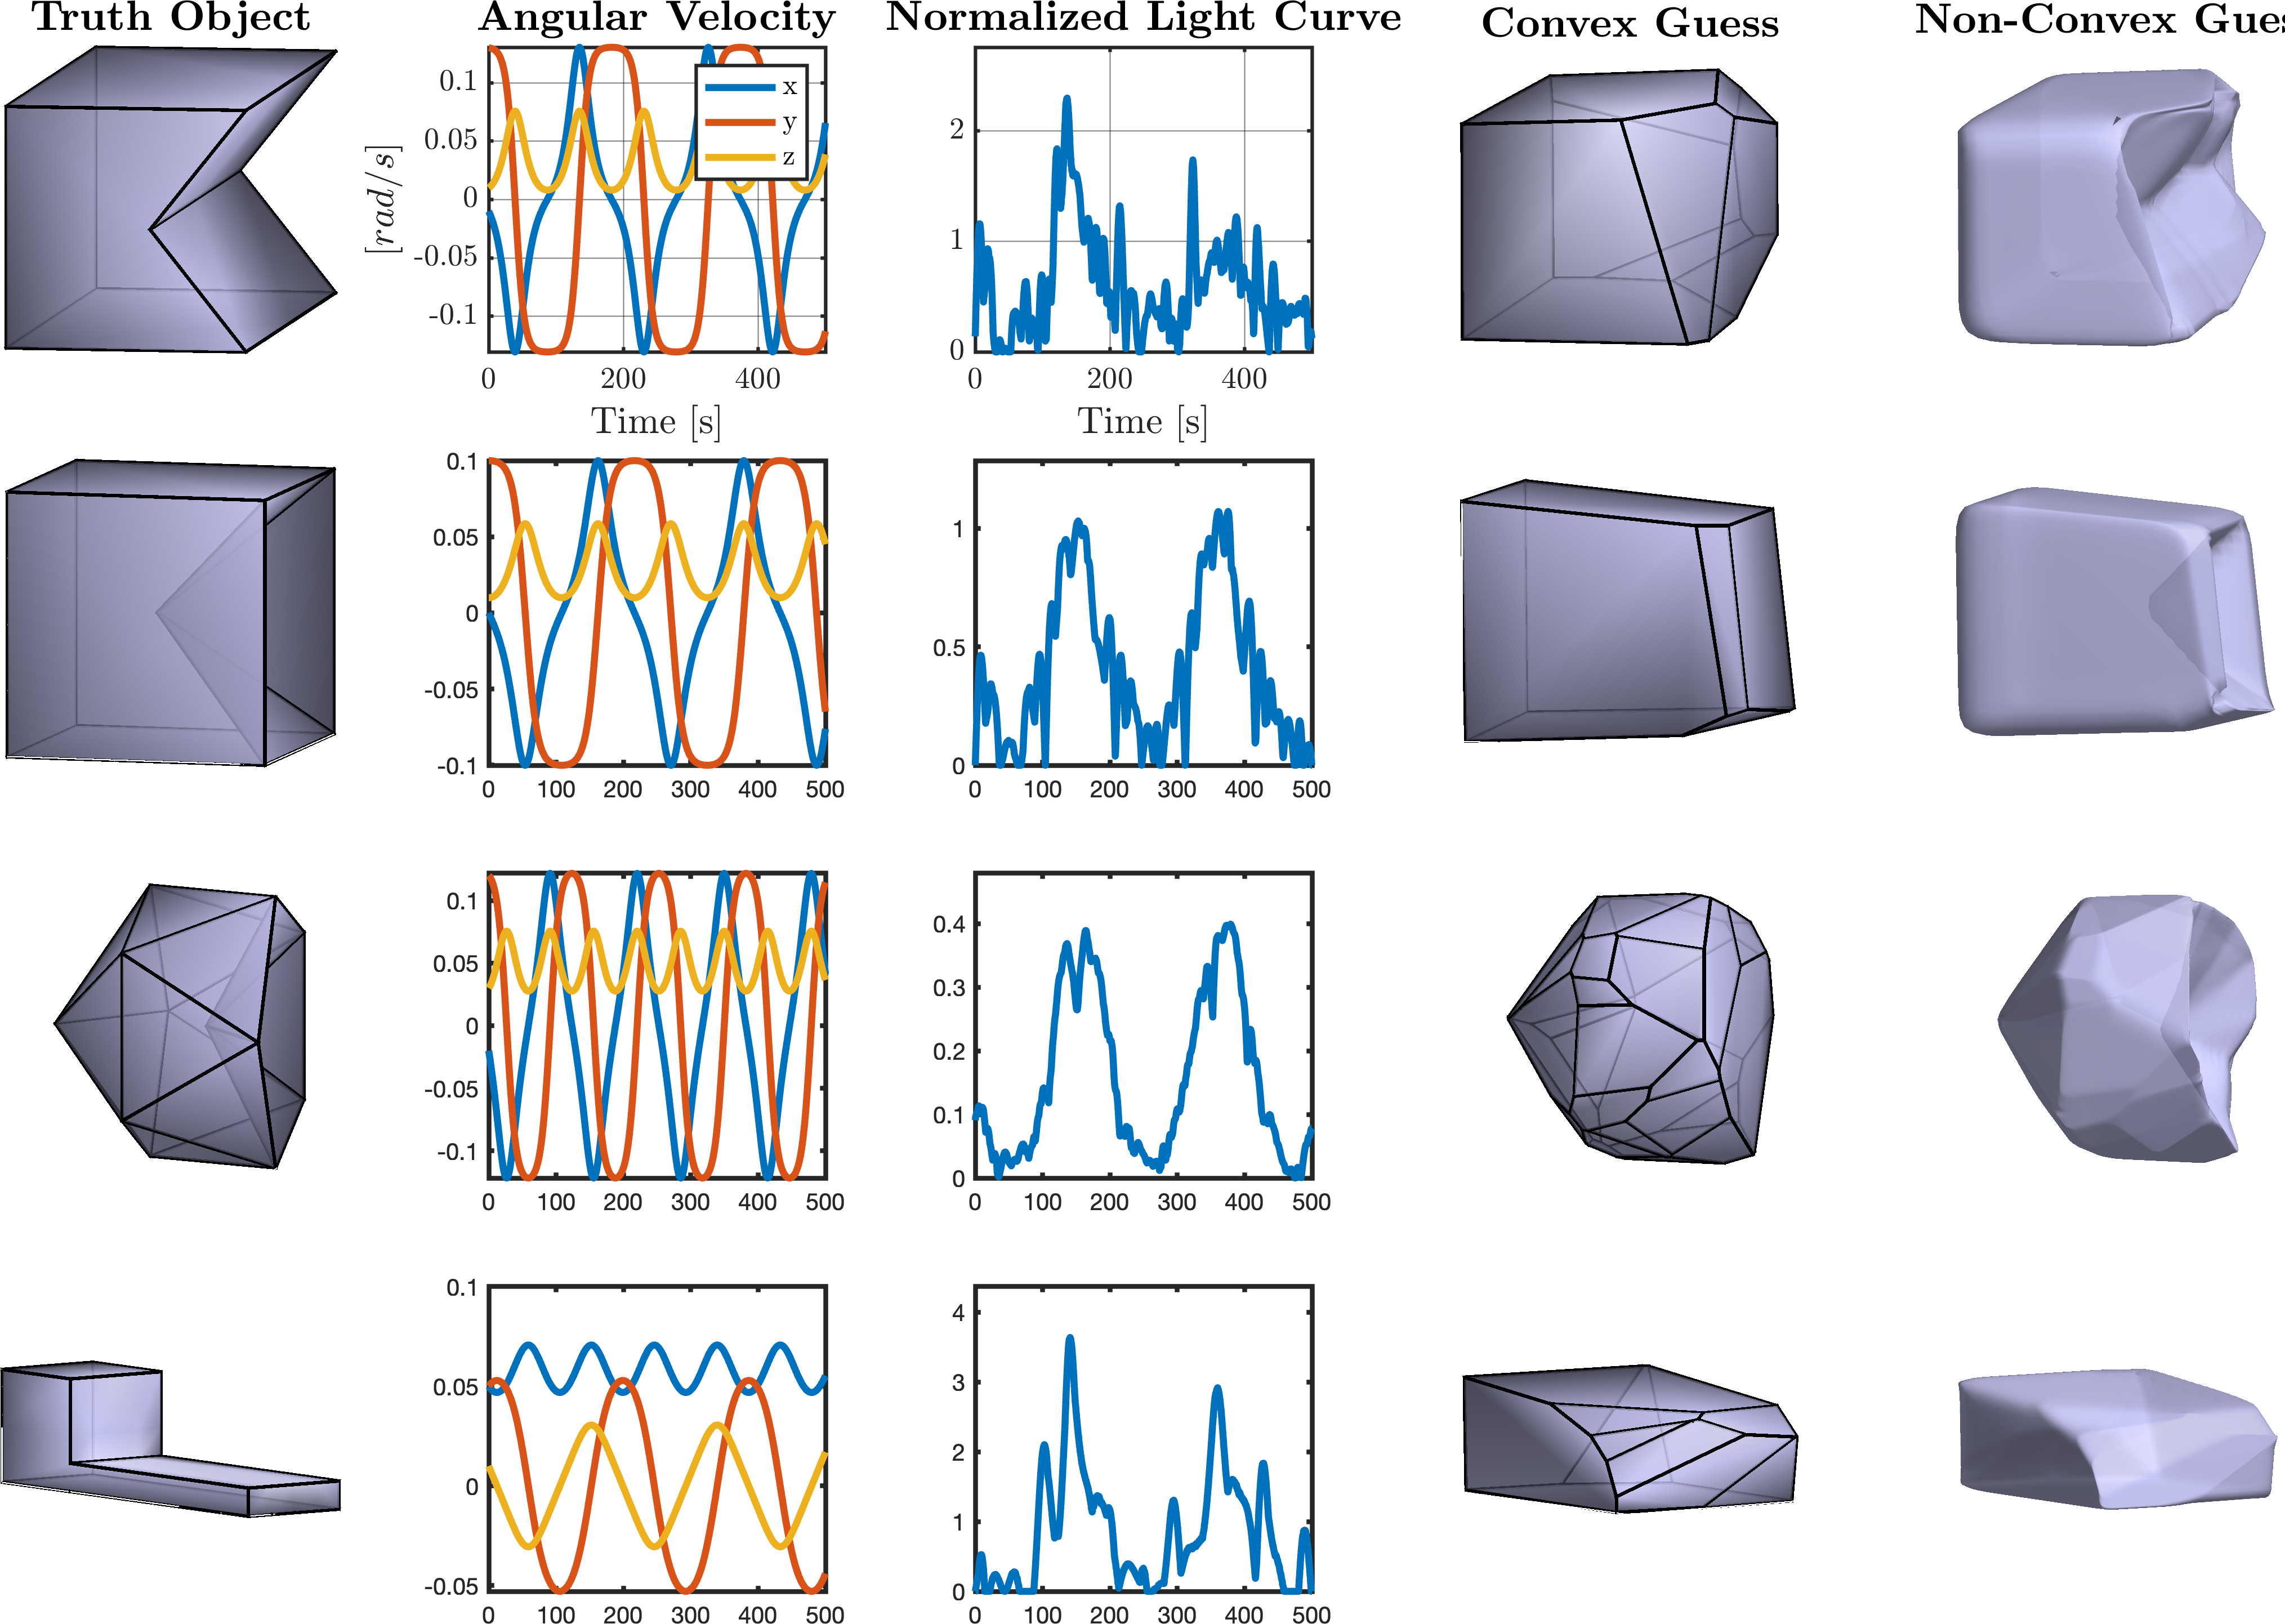 Truth Object
Angular Velocity
Normalized Light Curve
Convex Guess
Non-Convex Gues
[rad/s]
0.1
0.05
0
-0.05
-0.1
x
y
z
0 200 400
Time [s]
2
1
0
0 200 400
Time [s]
0.1
0.05
0
-0.05
-0.1
0 100 200 300 400 500
1
0.5
0
0 100 200 300 400 500
0.1
0.05
0
-0.05
-0.1
0 100 200 300 400 500
0.4
0.3
0.2
0.1
0
0 100 200 300 400 500
0.1
0.05
0
-0.05
0 100 200 300 400 500
4
3
2
1
0
0 100 200 300 400 500